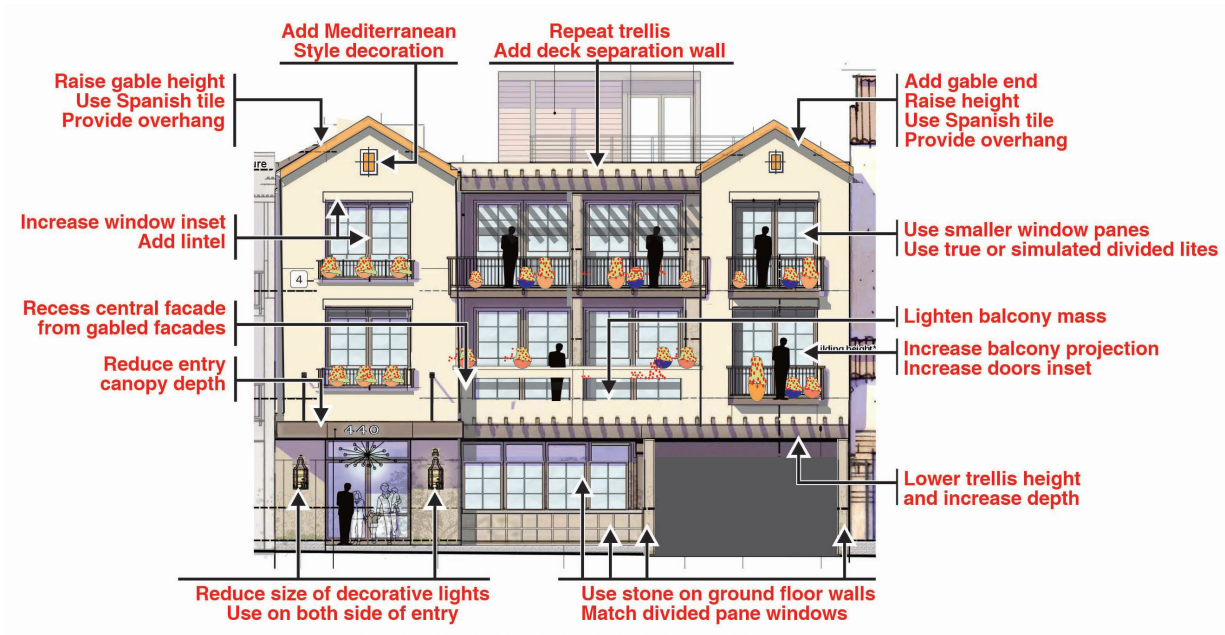 Add Mediterranean
Style decoration
Repeat trellis
Add deck separation wall
Raise gable height
Use Spanish tile
Provide overhang
Add gable end
Raise height
Use Spanish tile
Provide overhang
ure
Increase window inset
Add lintel
Use smaller window panes
Use true or simulated divided lites
4
Recess central facade
from gabled facades
Lighten balcony mass
Reduce entry
canopy depth
ilding height
Increase balcony projection
Increase doors inset
440
Lower trellis height
and increase depth
Reduce size of decorative lights
Use on both side of entry
Use stone on ground floor walls
Match divided pane windows